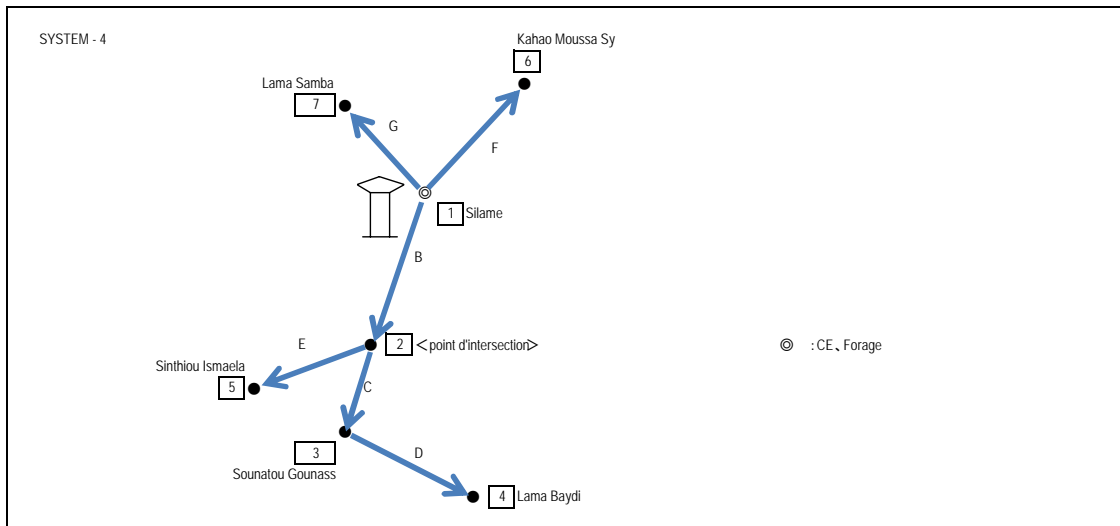 SYSTEM - 4
Kahao Moussa Sy
6
Lama Samba
7
G
F
1 Silame
B
E
2 <point d'intersection>
◎ : CE、Forage
Sinthiou Ismaela
5
C
3
D
Sounatou Gounass
4 Lama Baydi